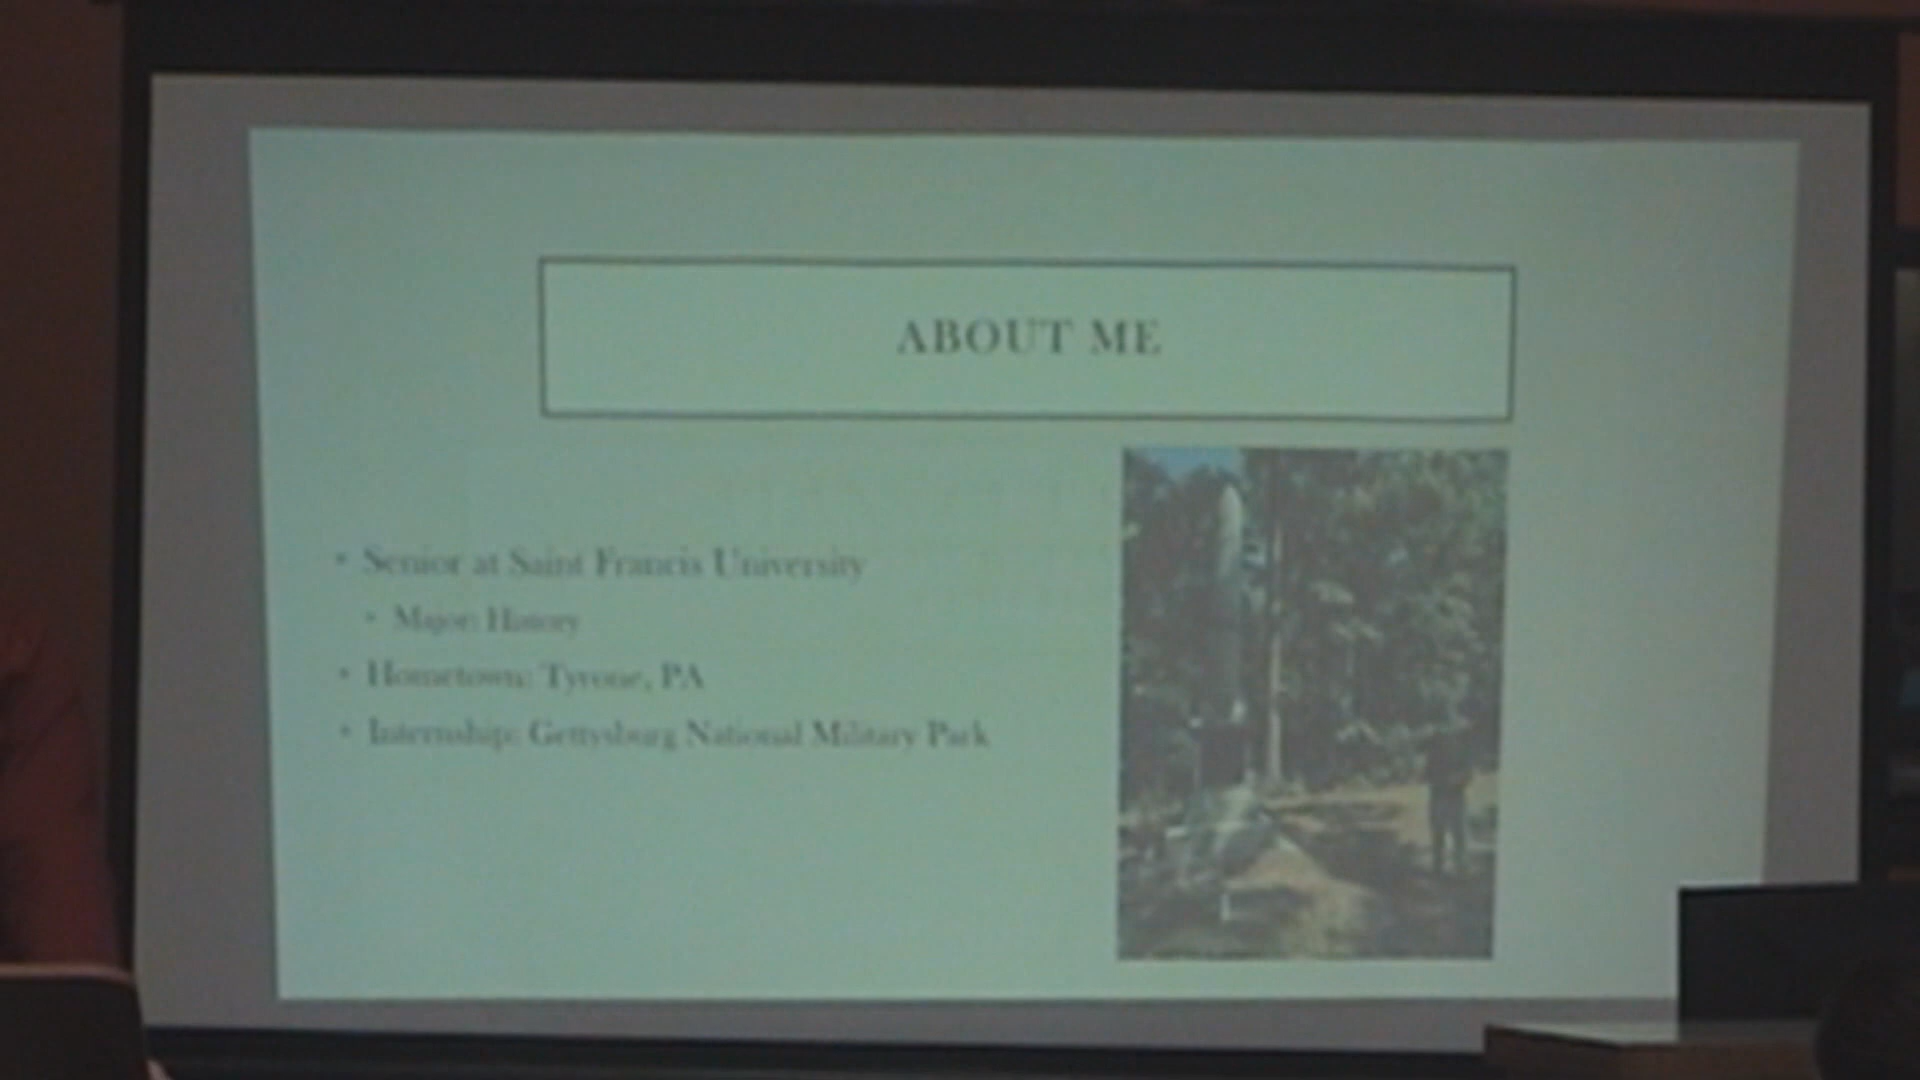 ABOUT ME
• Senior at Saint Francis University
• Major: History
• Hometown: Tyrone, PA
• Internship: Gettysburg National Military Park